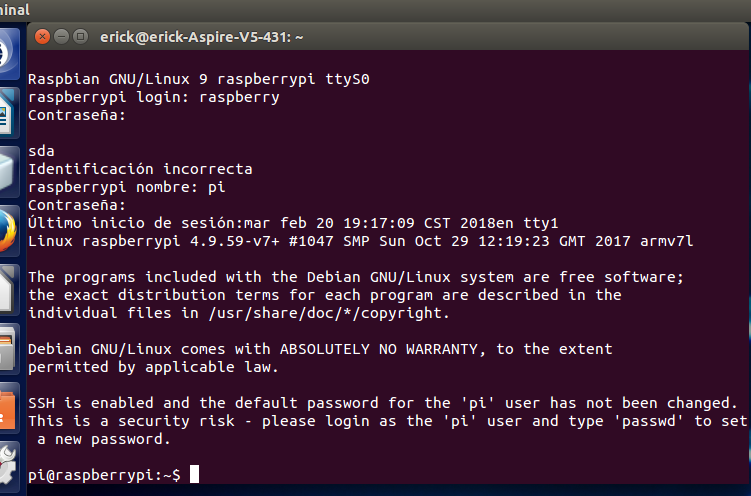 minal
erick@erick-Aspire-V5-431: ~
Raspbian GNU/Linux 9 raspberrypi ttyS0
raspberrypi login: raspberry
Contraseña:
sda
Identificación incorrecta
raspberrypi nombre: pi
Contraseña:
Último inicio de sesión:mar feb 20 19:17:09 CST 2018en tty1
Linux raspberrypi 4.9.59-v7+ #1047 SMP Sun Oct 29 12:19:23 GMT 2017 armv7l
The programs included with the Debian GNU/Linux system are free software;
the exact distribution terms for each program are described in the
individual files in /usr/share/doc/*/copyright.
Debian GNU/Linux comes with ABSOLUTELY NO WARRANTY, to the extent
permitted by applicable law.
SSH is enabled and the default password for the 'pi' user has not been changed.
This is a security risk - please login as the 'pi' user and type 'passwd' to set
 a new password.
pi@raspberrypi:~$